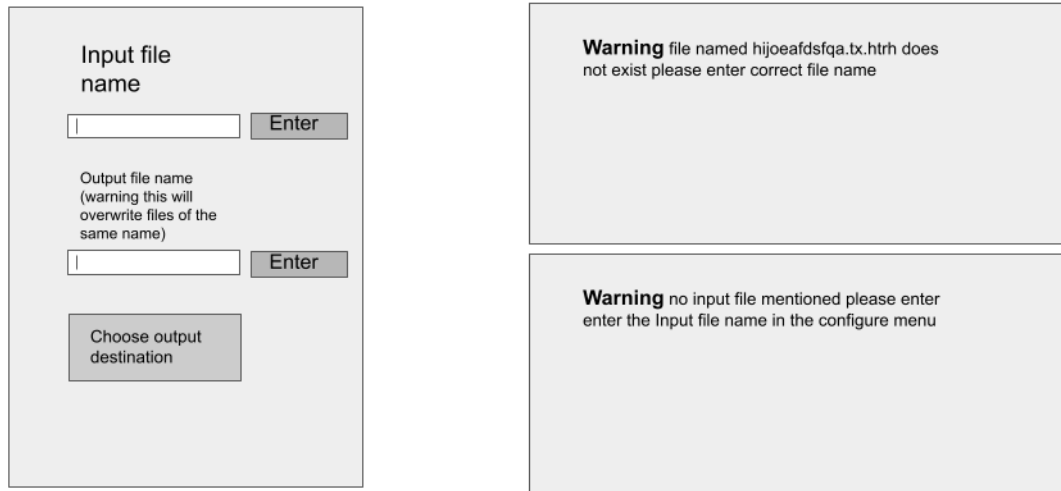 Input file
name
Enter
Output file name
(warning this will
overwrite files of the
same name)
Enter
Choose output
destination
Warning file named hijoeafdsfqa.tx.htrh does
not exist please enter correct file name
Warning no input file mentioned please enter
enter the Input file name in the configure menu